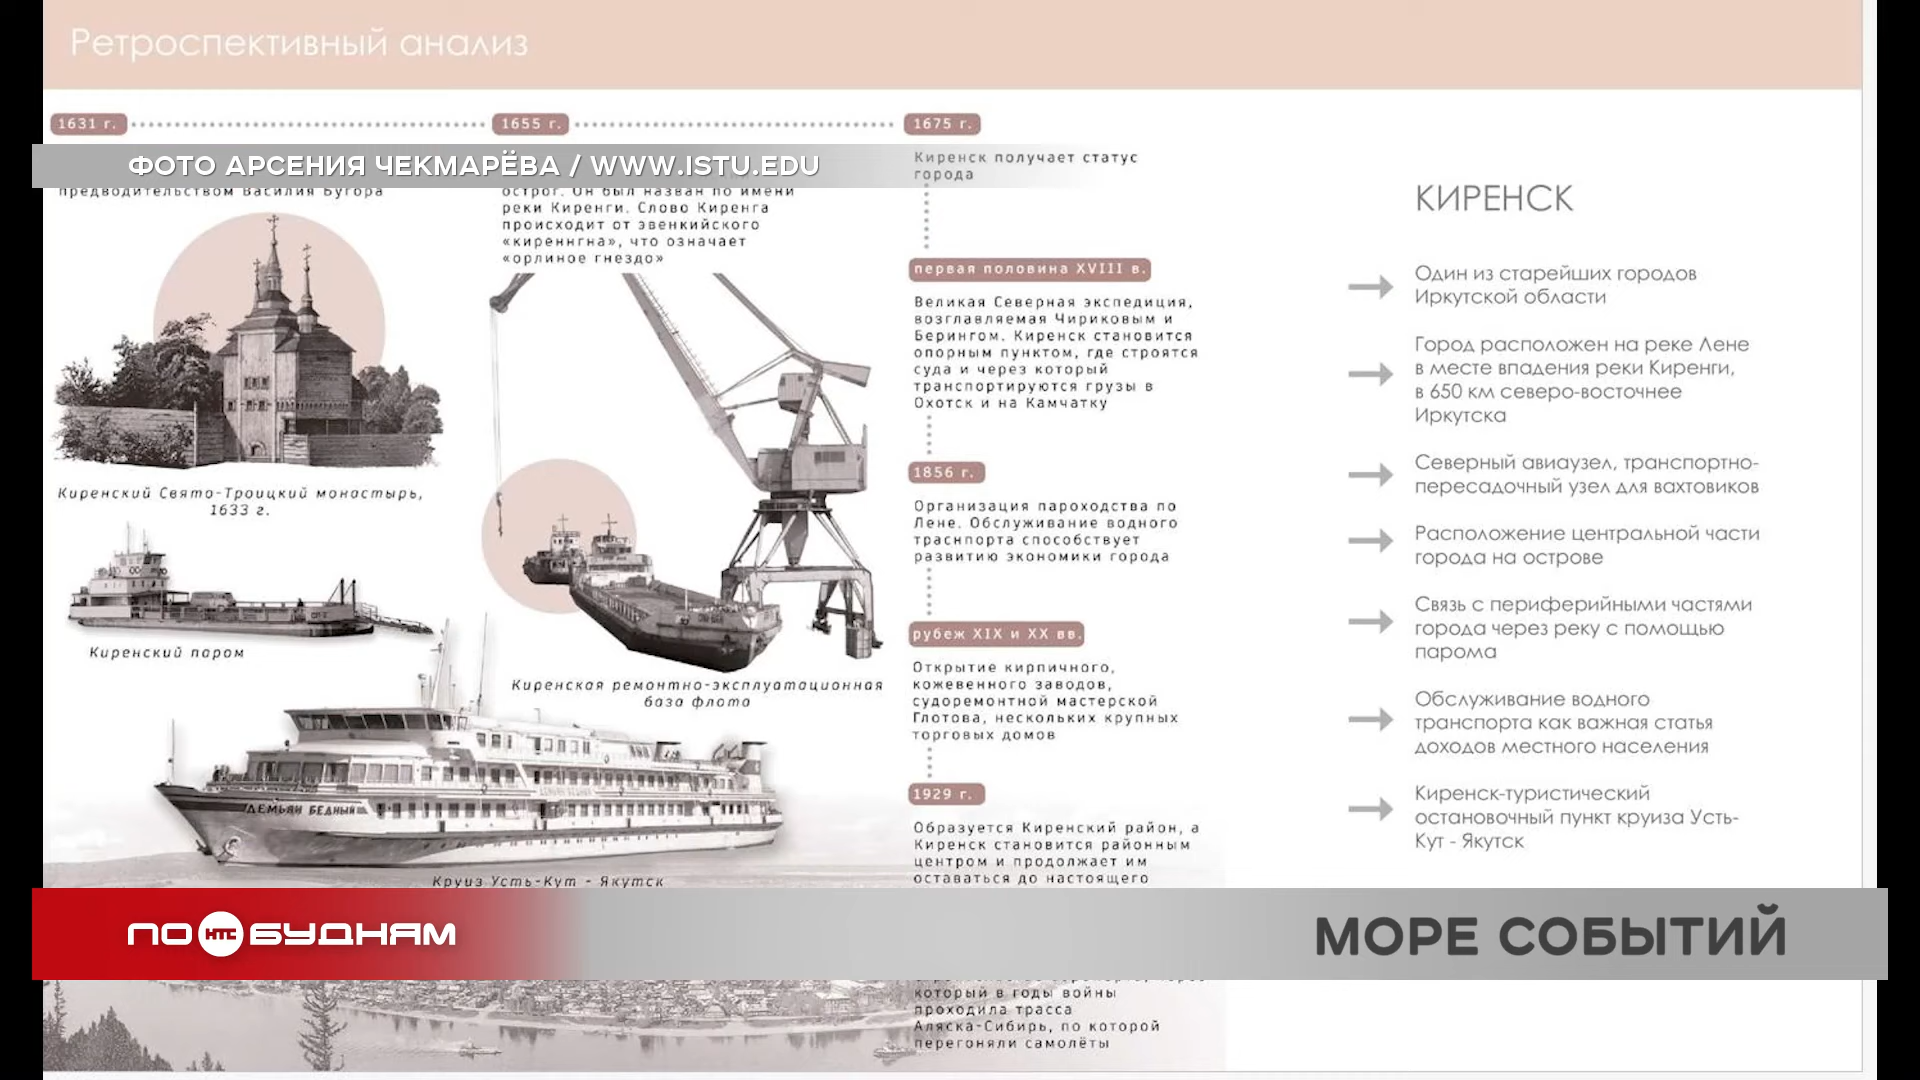 Ретроспективный анализ
1631 г.
1655 г.
1675 г.
ФОТО АРСЕНИЯ ЧЕКМАРЁВА / WWW.ISTU.EDU
предводительством Василия Бугора
острог. Он был назван по имени
реки Киренги. Слово Киренга
происходит от эвенкийского
«киреннгна», что означает
«орлиное гнездо»
Киренский Свято-Троицкий монастырь,
1633 г.
Киренский паром
Киренская ремонтно-эксплуатационная
база флота
ДЕМЬЯН БЕДНЫЙ
Круиз Усть-Кут - Якутск
Киренск получает статус
города
первая половина XVIII в.
Великая Северная экспедиция,
возглавляемая Чириковым и
Берингом. Киренск становится
опорным пунктом, где строятся
суда и через который
транспортируются грузы в
Охотск и на Камчатку
1856 г.
Организация пароходства по
Лене. Обслуживание водного
траснпорта способствует
развитию экономики города
рубеж XIX и XX вв.
Открытие кирпичного,
кожевенного заводов,
судоремонтной мастерской
Глотова, нескольких крупных
торговых домов
1929 г.
Образуется Киренский район, а
Киренск становится районным
центром и продолжает им
оставаться до настоящего
который в годы войны
проходила трасса
Аляска-Сибирь, по которой
перегоняли самолёты
КИРЕНСК
Один из старейших городов
Иркутской области
Город расположен на реке Лене
в месте впадения реки Киренги,
в 650 км северо-восточнее
Иркутска
Северный авиаузел, транспортно-
пересадочный узел для вахтовиков
Расположение центральной части
города на острове
Связь с периферийными частями
города через реку с помощью
парома
Обслуживание водного
транспорта как важная статья
доходов местного населения
Киренск-туристический
остановочный пункт круиза Усть-
Кут - Якутск
ПО НТС БУДНЯМ
МОРЕ СОБЫТИЙ